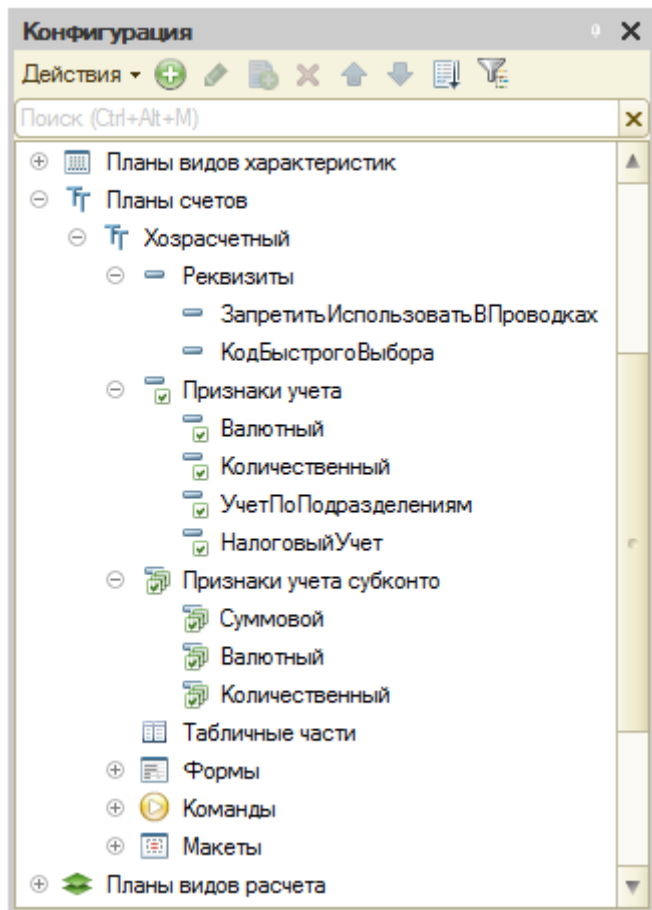 Конфигурация
Действия
Поиск (Ctrl+Alt+M)
Планы видов характеристик
Планы счетов
Хозрасчетный
Реквизиты
ЗапретитьИспользоватьВПроводках
КодБыстрогоВыбора
Признаки учета
Валютный
Количественный
УчетПоПодразделениям
НалоговыйУчет
Признаки учета субконто
Суммовой
Валютный
Количественный
Табличные части
Формы
Команды
Макеты
Планы видов расчета